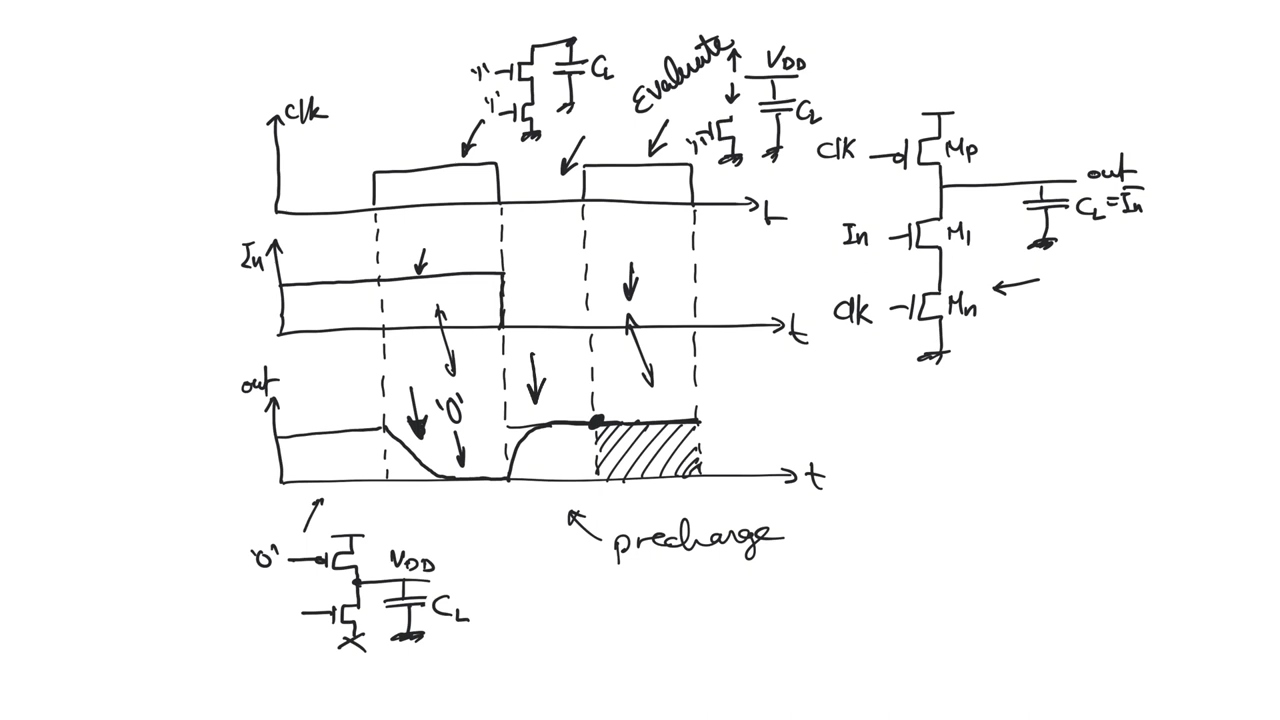 '1'
'1'
CL
Evaluate
VDD
CL
'1'
clk
t
In
t
out
'0'
t
precharge
'0'
VDD
CL
clk
Mp
out
CL = I̅n̅
In
M1
clk
Mn